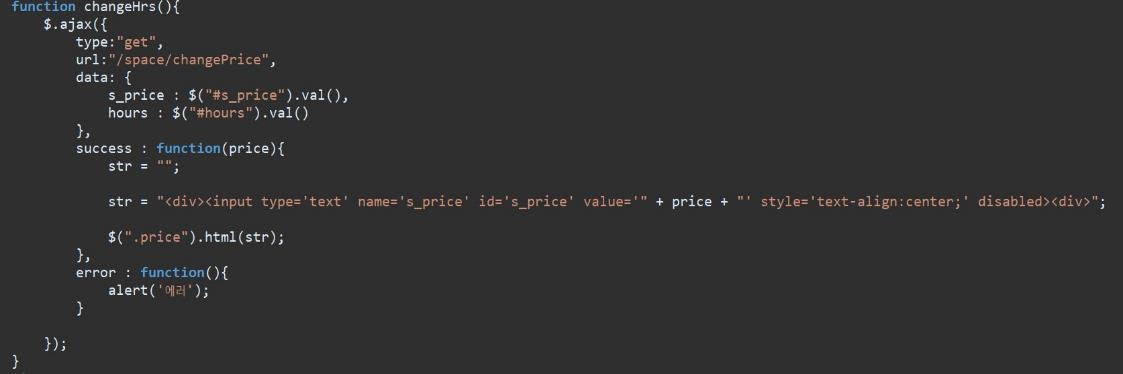 function changeHrs(){
    $.ajax({
        type:"get",
        url:"/space/changePrice",
        data: {
            s_price : $("#s_price").val(),
            hours : $("#hours").val()
        },
        success : function(price){
            str = "";
            str = "<div><input type='text' name='s_price' id='s_price' value='" + price + "' style='text-align:center;' disabled><div>";
            $(".price").html(str);
        },
        error : function(){
            alert('에러');
        }
    });
}